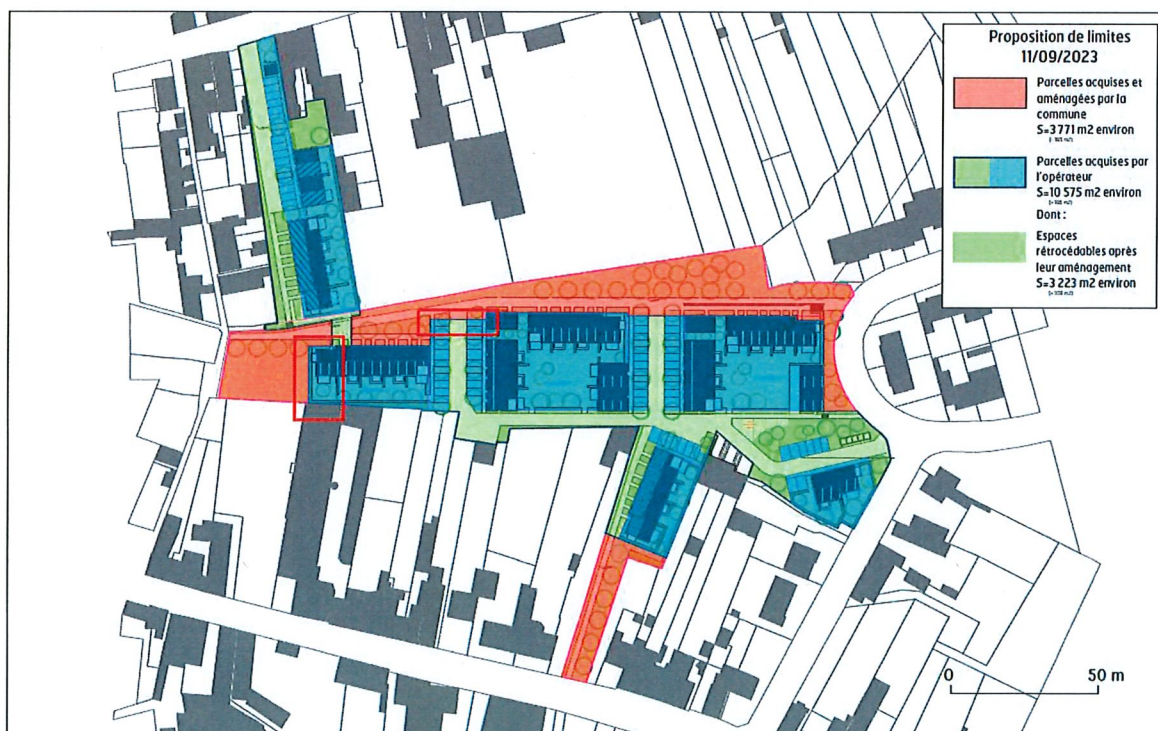 Proposition de limites
11/09/2023
Parcelles acquises et
aménagées par la
commune
S=3 771 m2 environ
Parcelles acquises par
l'opérateur
S=10 575 m2 environ
Dont :
Espaces
rétrocédables après
leur aménagement
S=3 223 m2 environ
0 50 m